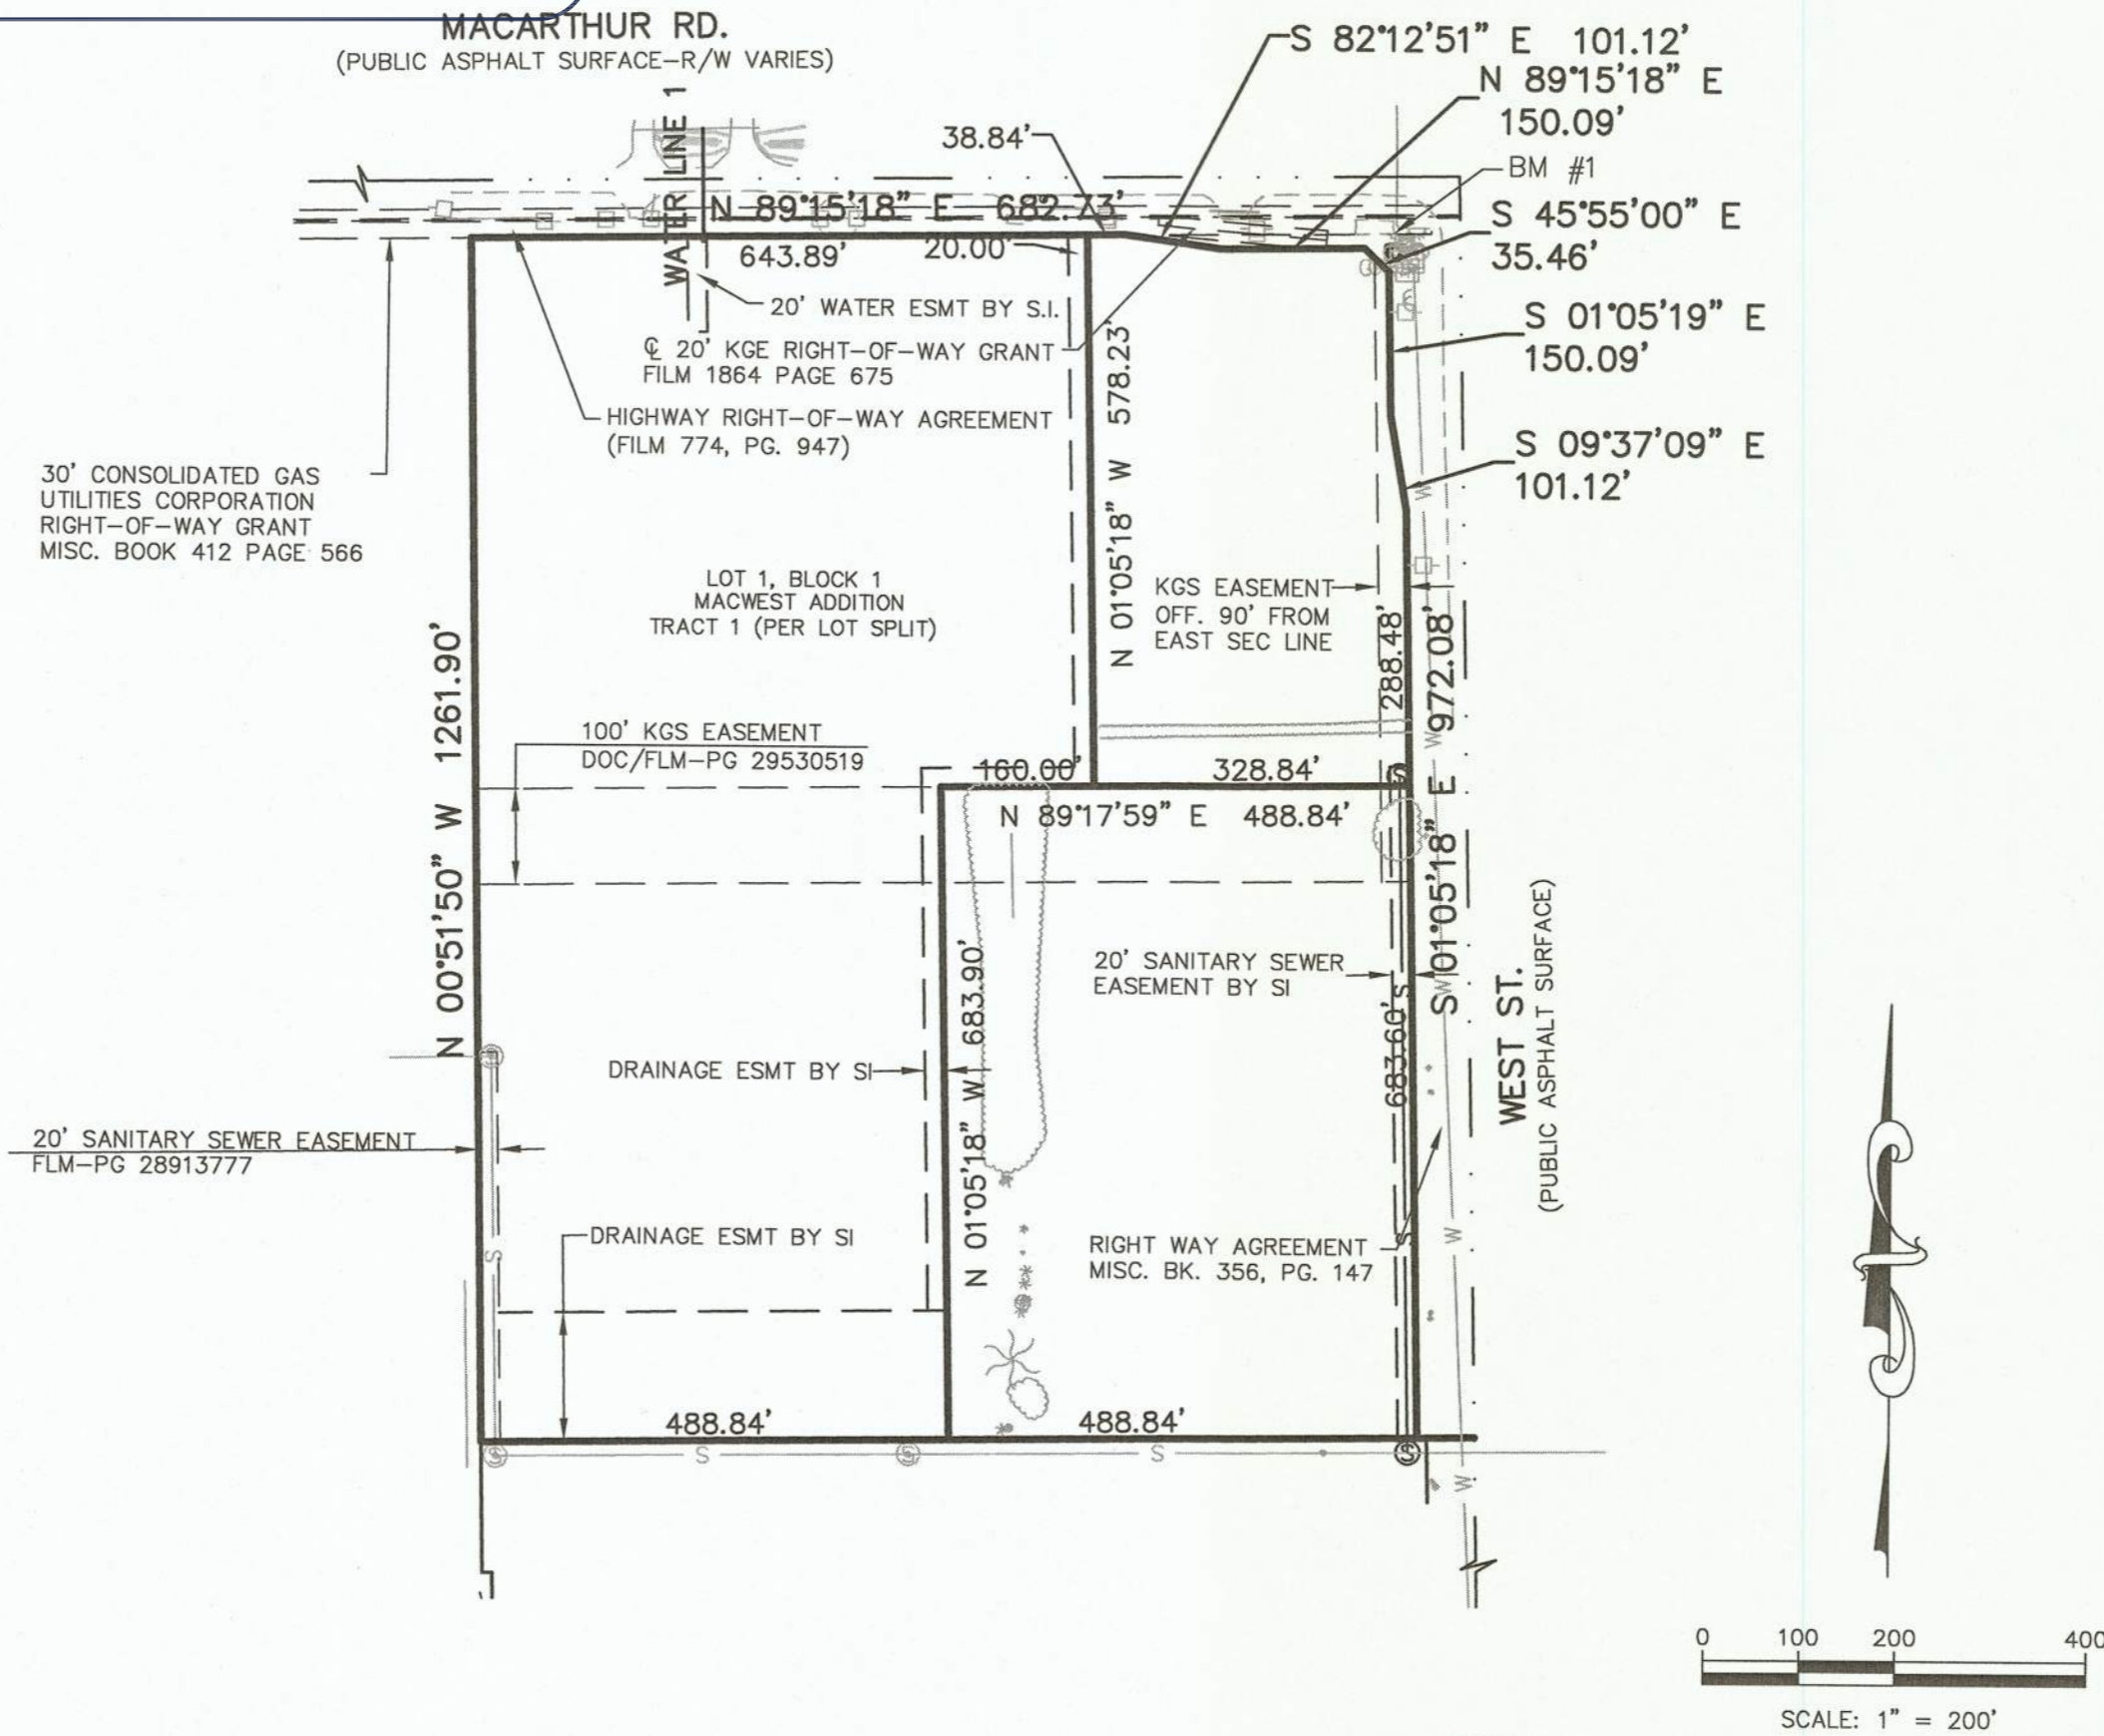 MACARTHUR RD.
(PUBLIC ASPHALT SURFACE-R/W VARIES)
S 82°12'51" E 101.12'
N 89°15'18" E
150.09'
BM #1
S 45°55'00" E
35.46'
S 01°05'19" E
150.09'
S 09°37'09" E
101.12'
38.84'
WATER LINE 1
N 89°15'18" E 682.73'
643.89'
20.00'
20' WATER ESMT BY S.I.
℄ 20' KGE RIGHT-OF-WAY GRANT
FILM 1864 PAGE 675
HIGHWAY RIGHT-OF-WAY AGREEMENT
(FILM 774, PG. 947)
30' CONSOLIDATED GAS
UTILITIES CORPORATION
RIGHT-OF-WAY GRANT
MISC. BOOK 412 PAGE 566
N 01°05'18" W 578.23'
LOT 1, BLOCK 1
MACWEST ADDITION
TRACT 1 (PER LOT SPLIT)
KGS EASEMENT
OFF. 90' FROM
EAST SEC LINE
288.48'
S 01°05'18" E 972.08'
N 00°51'50" W 1261.90'
100' KGS EASEMENT
DOC/FLM-PG 29530519
160.00'
328.84'
N 89°17'59" E 488.84'
20' SANITARY SEWER
EASEMENT BY SI
683.60'
N 01°05'18" W 683.90'
DRAINAGE ESMT BY SI
WEST ST.
(PUBLIC ASPHALT SURFACE)
20' SANITARY SEWER EASEMENT
FLM-PG 28913777
DRAINAGE ESMT BY SI
RIGHT WAY AGREEMENT
MISC. BK. 356, PG. 147
488.84'
488.84'
S
S
S
S
S
W
W
W
W
W
0 100 200 400
SCALE: 1" = 200'